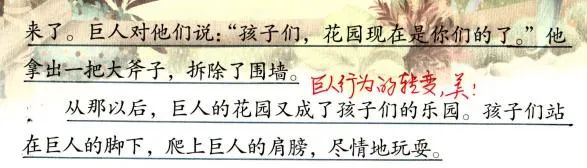 来了。巨人对他们说：“孩子们，花园现在是你们的了。”他
拿出一把大斧子，拆除了围墙。
巨人行为的转变，美！
从那以后，巨人的花园又成了孩子们的乐园。孩子们站
在巨人的脚下，爬上巨人的肩膀，尽情地玩耍。